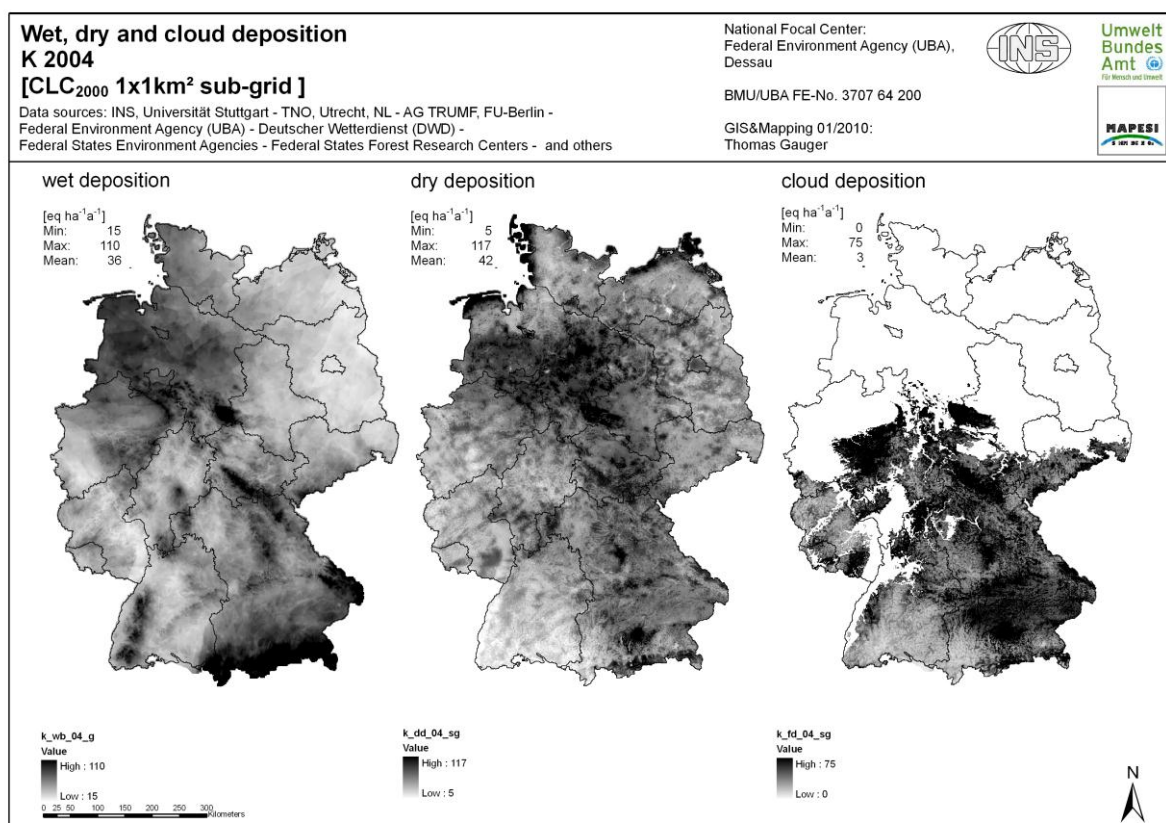 Wet, dry and cloud deposition
K 2004
[CLC2000 1x1km² sub-grid ]
Data sources: INS, Universität Stuttgart - TNO, Utrecht, NL - AG TRUMF, FU-Berlin -
Federal Environment Agency (UBA) - Deutscher Wetterdienst (DWD) -
Federal States Environment Agencies - Federal States Forest Research Centers - and others
National Focal Center:
Federal Environment Agency (UBA),
Dessau
BMU/UBA FE-No. 3707 64 200
GIS&Mapping 01/2010:
Thomas Gauger
INS
Umwelt
Bundes
Amt
Für Mensch und Umwelt
MAPESI
wet deposition
[eq ha⁻¹a⁻¹]
Min: 15
Max: 110
Mean: 36
dry deposition
[eq ha⁻¹a⁻¹]
Min: 5
Max: 117
Mean: 42
cloud deposition
[eq ha⁻¹a⁻¹]
Min: 0
Max: 75
Mean: 3
k_wb_04_g
Value
High : 110
Low : 15
0 25 50 100 150 200 250 300
Kilometers
k_dd_04_sg
Value
High : 117
Low : 5
k_fd_04_sg
Value
High : 75
Low : 0
N